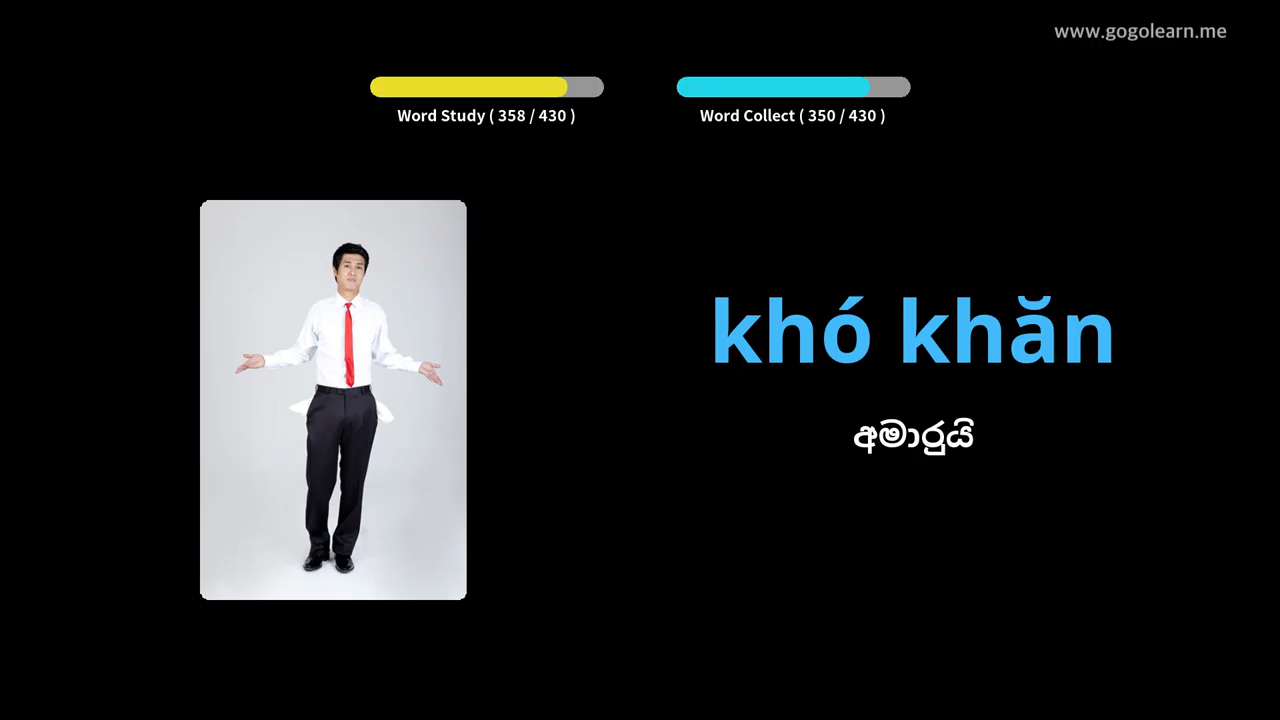 www.gogolearn.me
Word Study ( 358 / 430 )
Word Collect ( 350 / 430 )
khó khăn
අමාරුයි